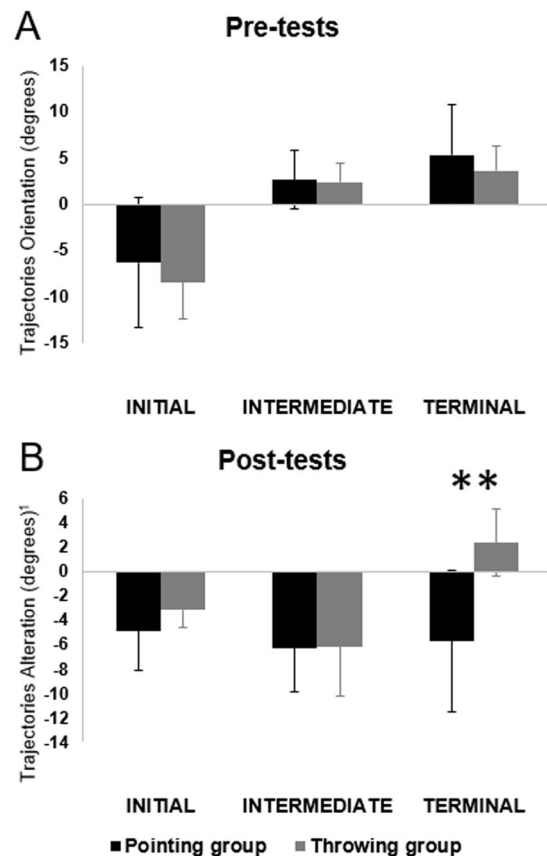 A
Pre-tests
Trajectories Orientation (degrees)
15
10
5
0
-5
-10
-15
INITIAL INTERMEDIATE TERMINAL
B
Post-tests
**
Trajectories Alteration (degrees)¹
6
4
2
0
-2
-4
-6
-8
-10
-12
-14
INITIAL INTERMEDIATE TERMINAL
Pointing group Throwing group